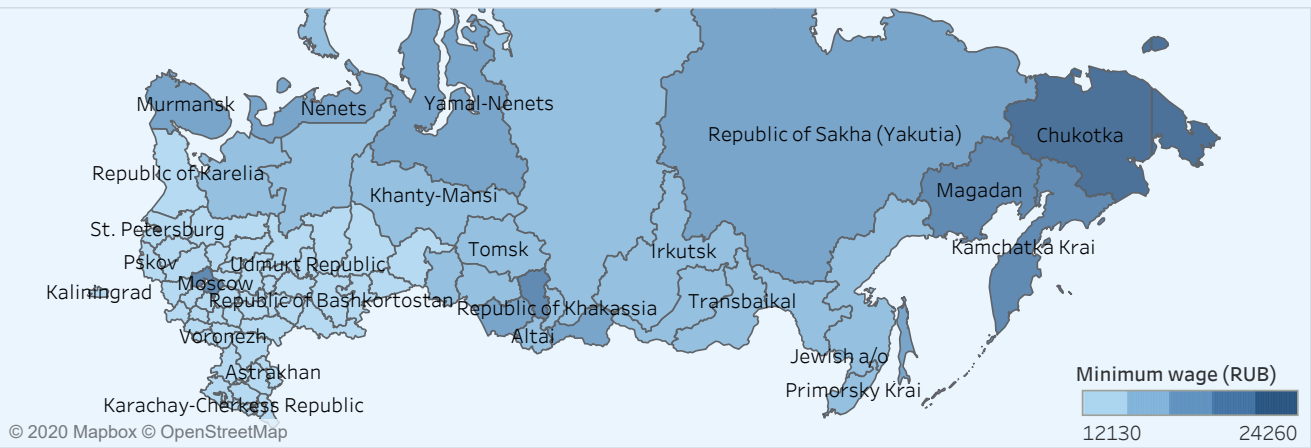 Murmansk
Nenets
Yamal-Nenets
Republic of Sakha (Yakutia)
Chukotka
Republic of Karelia
Khanty-Mansi
Magadan
St. Petersburg
Tomsk
Irkutsk
Kamchatka Krai
Pskov
Udmurt Republic
Moscow
Kaliningrad
Republic of Bashkortostan
Republic of Khakassia
Transbaikal
Voronezh
Altai
Jewish a/o
Astrakhan
Primorsky Krai
Karachay-Cherkess Republic
Minimum wage (RUB)
12130 24260
© 2020 Mapbox © OpenStreetMap